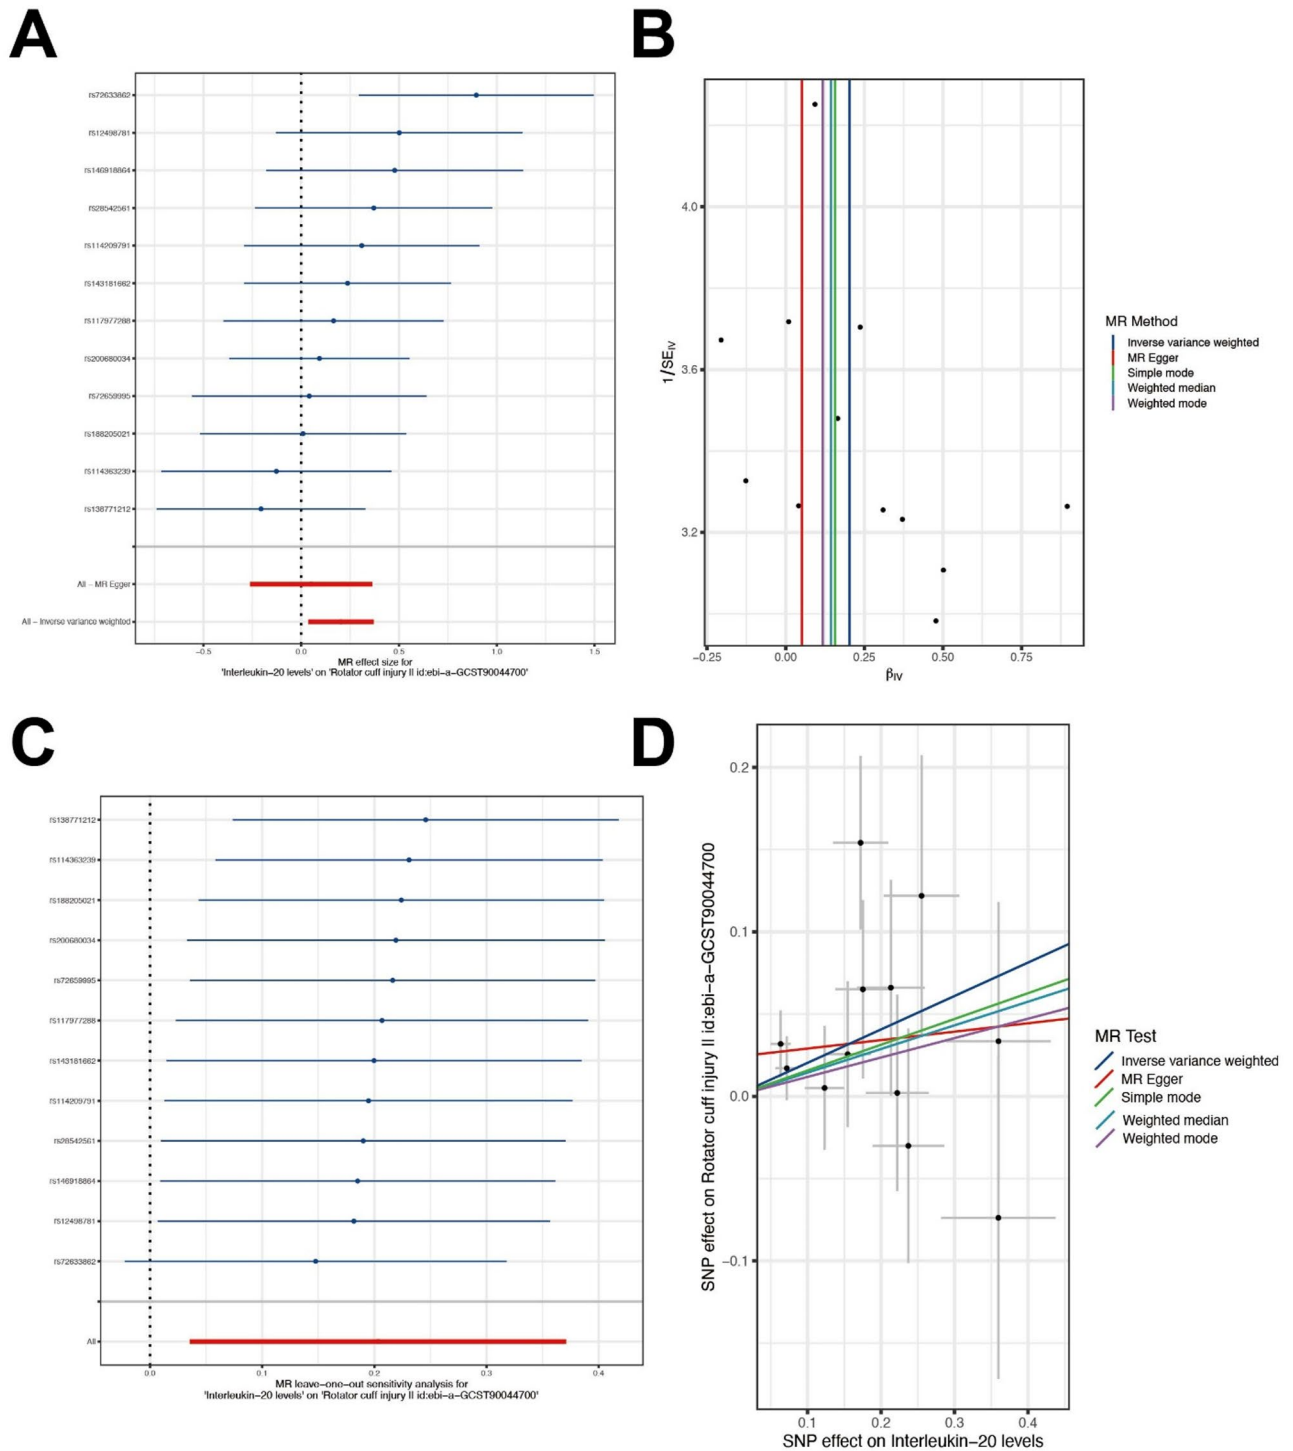 A
rs72633862
rs12498781
rs146918864
rs28542561
rs114209791
rs143181662
rs117977288
rs200680034
rs72659995
rs188205021
rs114363239
rs138771212
All – MR Egger
All – Inverse variance weighted
−0.5 0.0 0.5 1.0 1.5
MR effect size for
'Interleukin−20 levels' on 'Rotator cuff injury || id:ebi−a−GCST90044700'
B
4.0
3.6
3.2
1/SEIV
−0.25 0.00 0.25 0.50 0.75
βIV
MR Method
Inverse variance weighted
MR Egger
Simple mode
Weighted median
Weighted mode
C
rs138771212
rs114363239
rs188205021
rs200680034
rs72659995
rs117977288
rs143181662
rs114209791
rs28542561
rs146918864
rs12498781
rs72633862
All
0.0 0.1 0.2 0.3 0.4
MR leave−one−out sensitivity analysis for
'Interleukin−20 levels' on 'Rotator cuff injury || id:ebi−a−GCST90044700'
D
0.2
0.1
0.0
−0.1
SNP effect on Rotator cuff injury || id:ebi−a−GCST90044700
0.1 0.2 0.3 0.4
SNP effect on Interleukin−20 levels
MR Test
Inverse variance weighted
MR Egger
Simple mode
Weighted median
Weighted mode